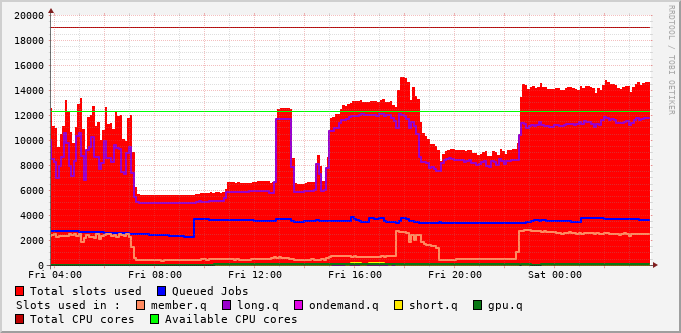 20000
18000
16000
14000
12000
10000
8000
6000
4000
2000
0
Fri 04:00 Fri 08:00 Fri 12:00 Fri 16:00 Fri 20:00 Sat 00:00
Total slots used Queued Jobs
Slots used in : member.q long.q ondemand.q short.q gpu.q
Total CPU cores Available CPU cores
RRDTOOL / TOBI OETIKER